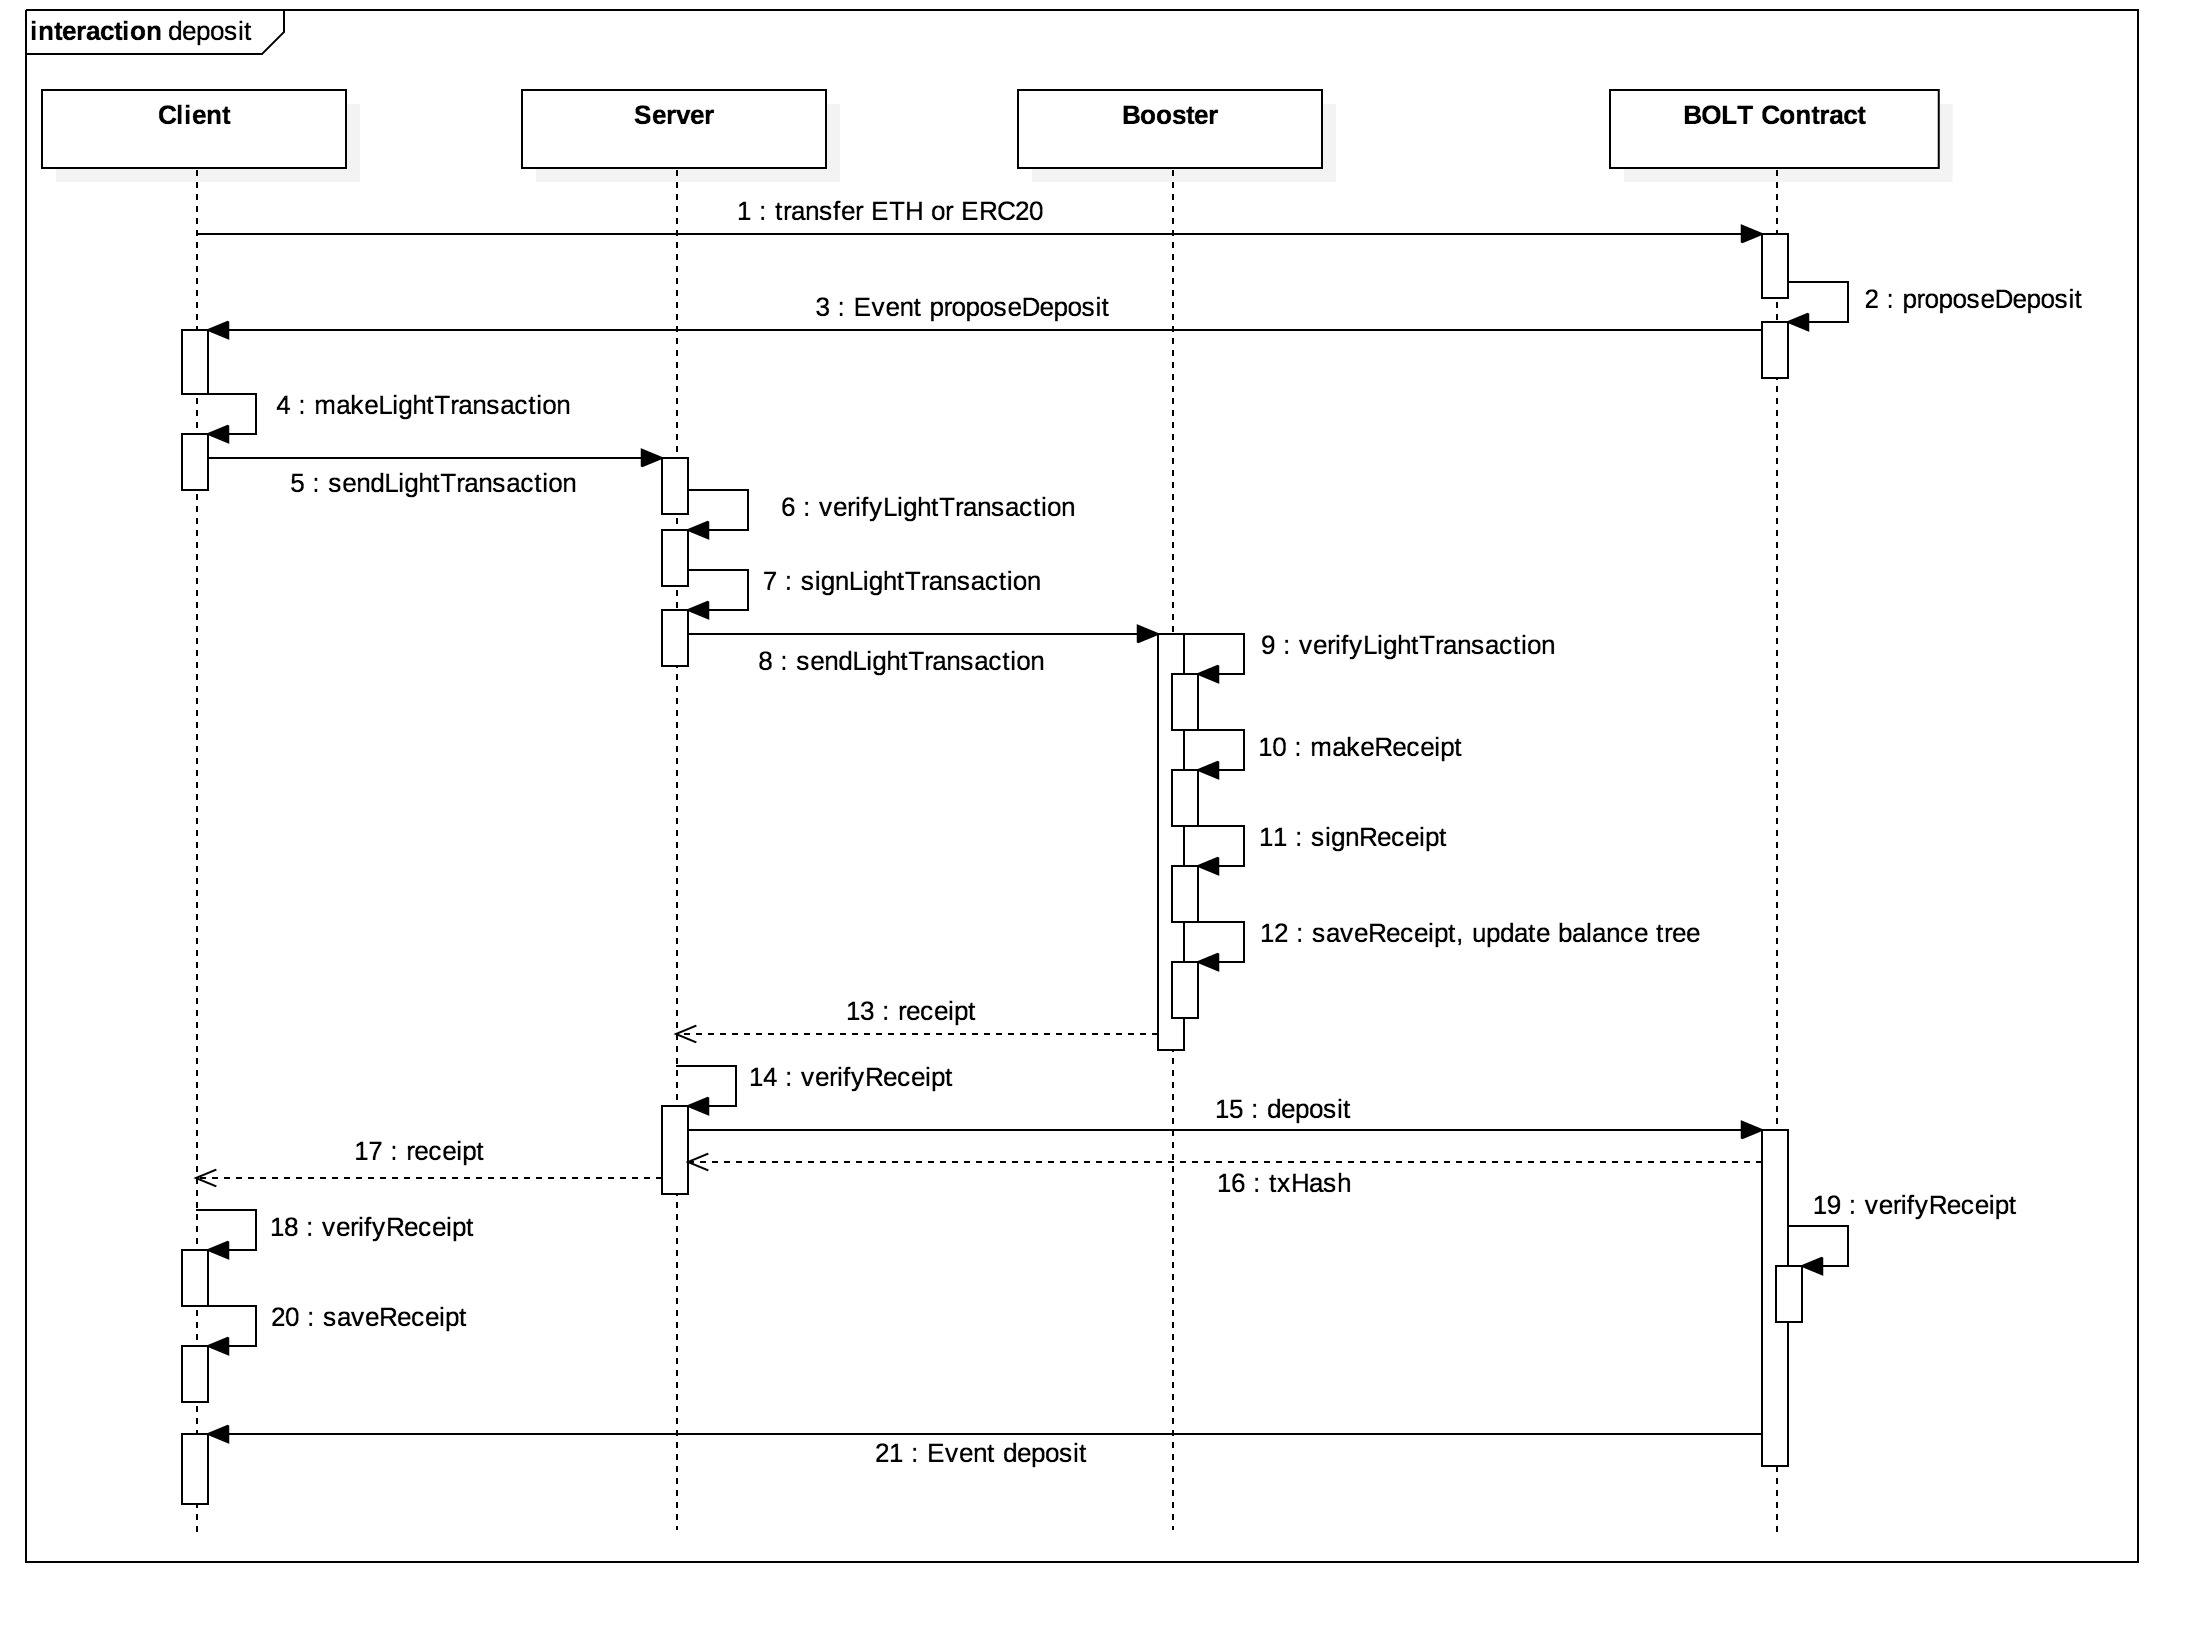 interaction deposit
Client
Server
Booster
BOLT Contract
1 : transfer ETH or ERC20
2 : proposeDeposit
3 : Event proposeDeposit
4 : makeLightTransaction
5 : sendLightTransaction
6 : verifyLightTransaction
7 : signLightTransaction
8 : sendLightTransaction
9 : verifyLightTransaction
10 : makeReceipt
11 : signReceipt
12 : saveReceipt, update balance tree
13 : receipt
14 : verifyReceipt
15 : deposit
16 : txHash
17 : receipt
18 : verifyReceipt
19 : verifyReceipt
20 : saveReceipt
21 : Event deposit